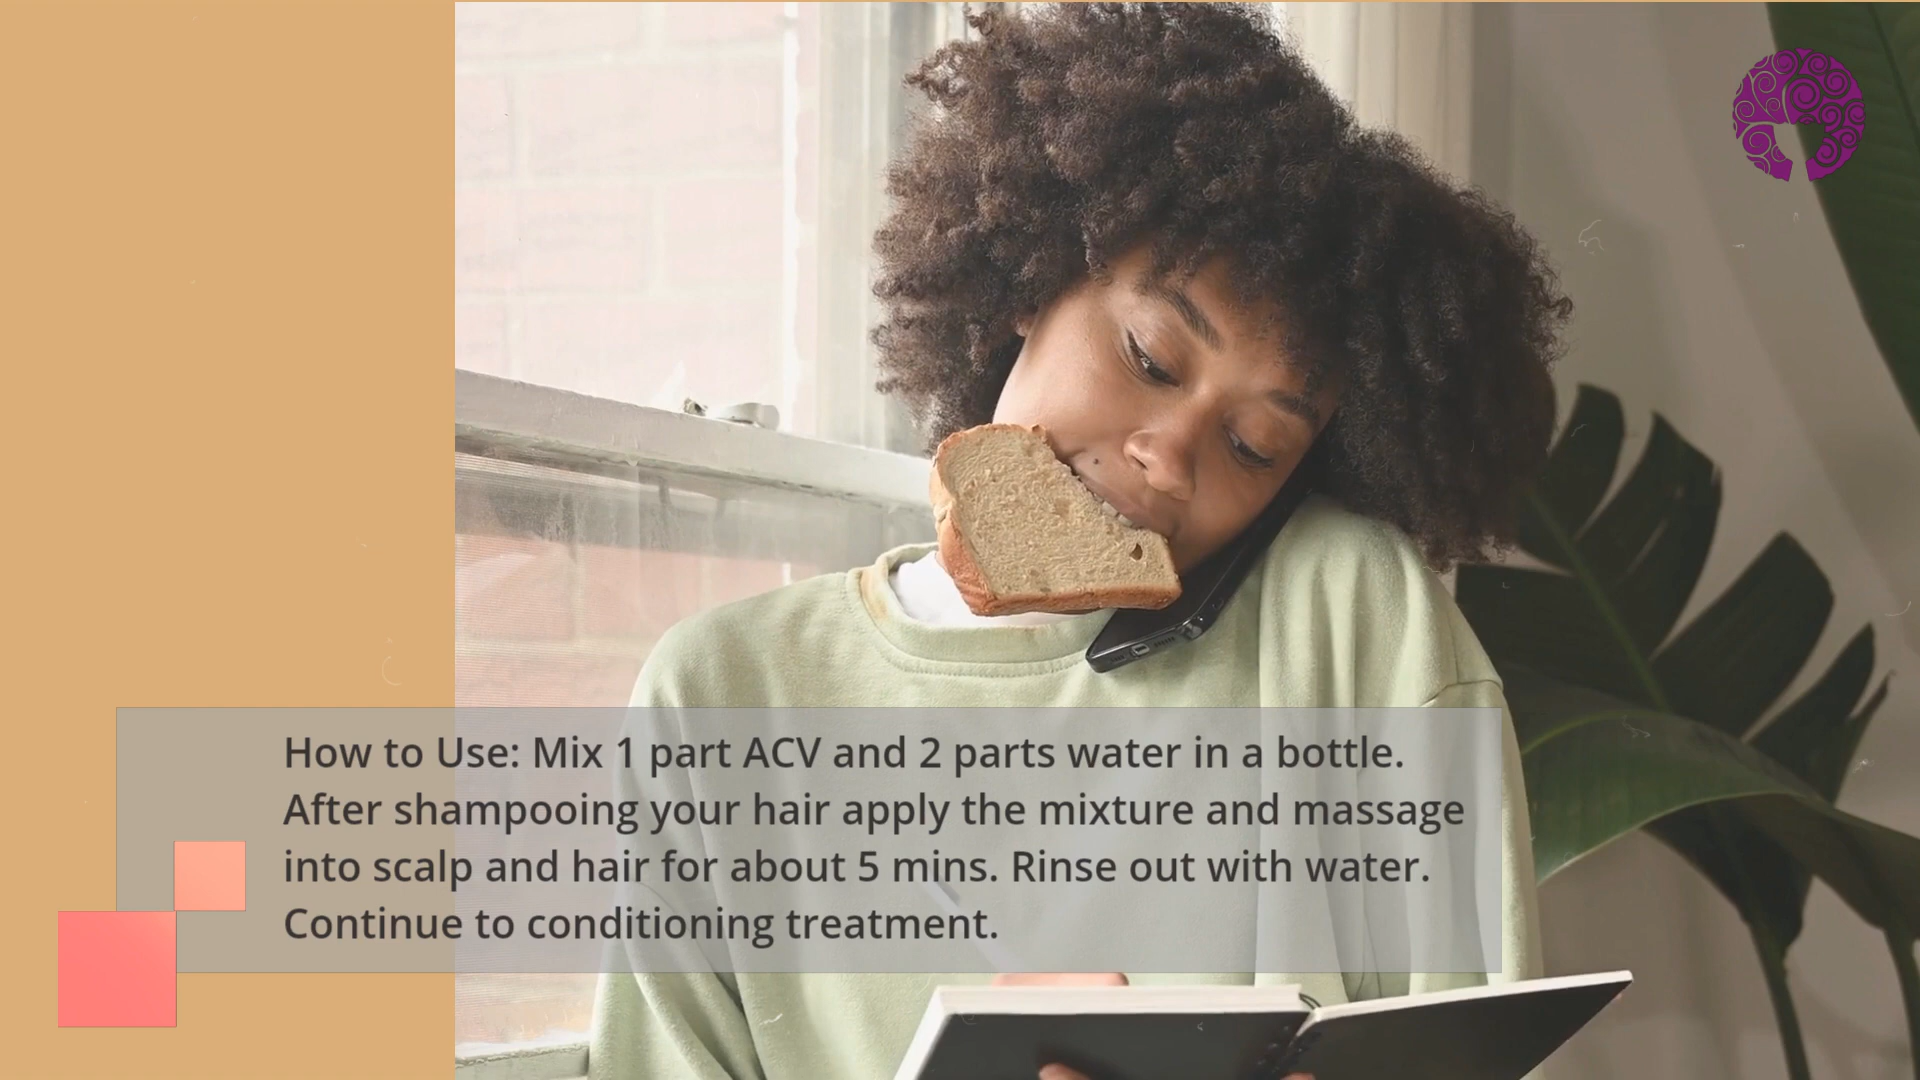 How to Use: Mix 1 part ACV and 2 parts water in a bottle.
After shampooing your hair apply the mixture and massage
into scalp and hair for about 5 mins. Rinse out with water.
Continue to conditioning treatment.